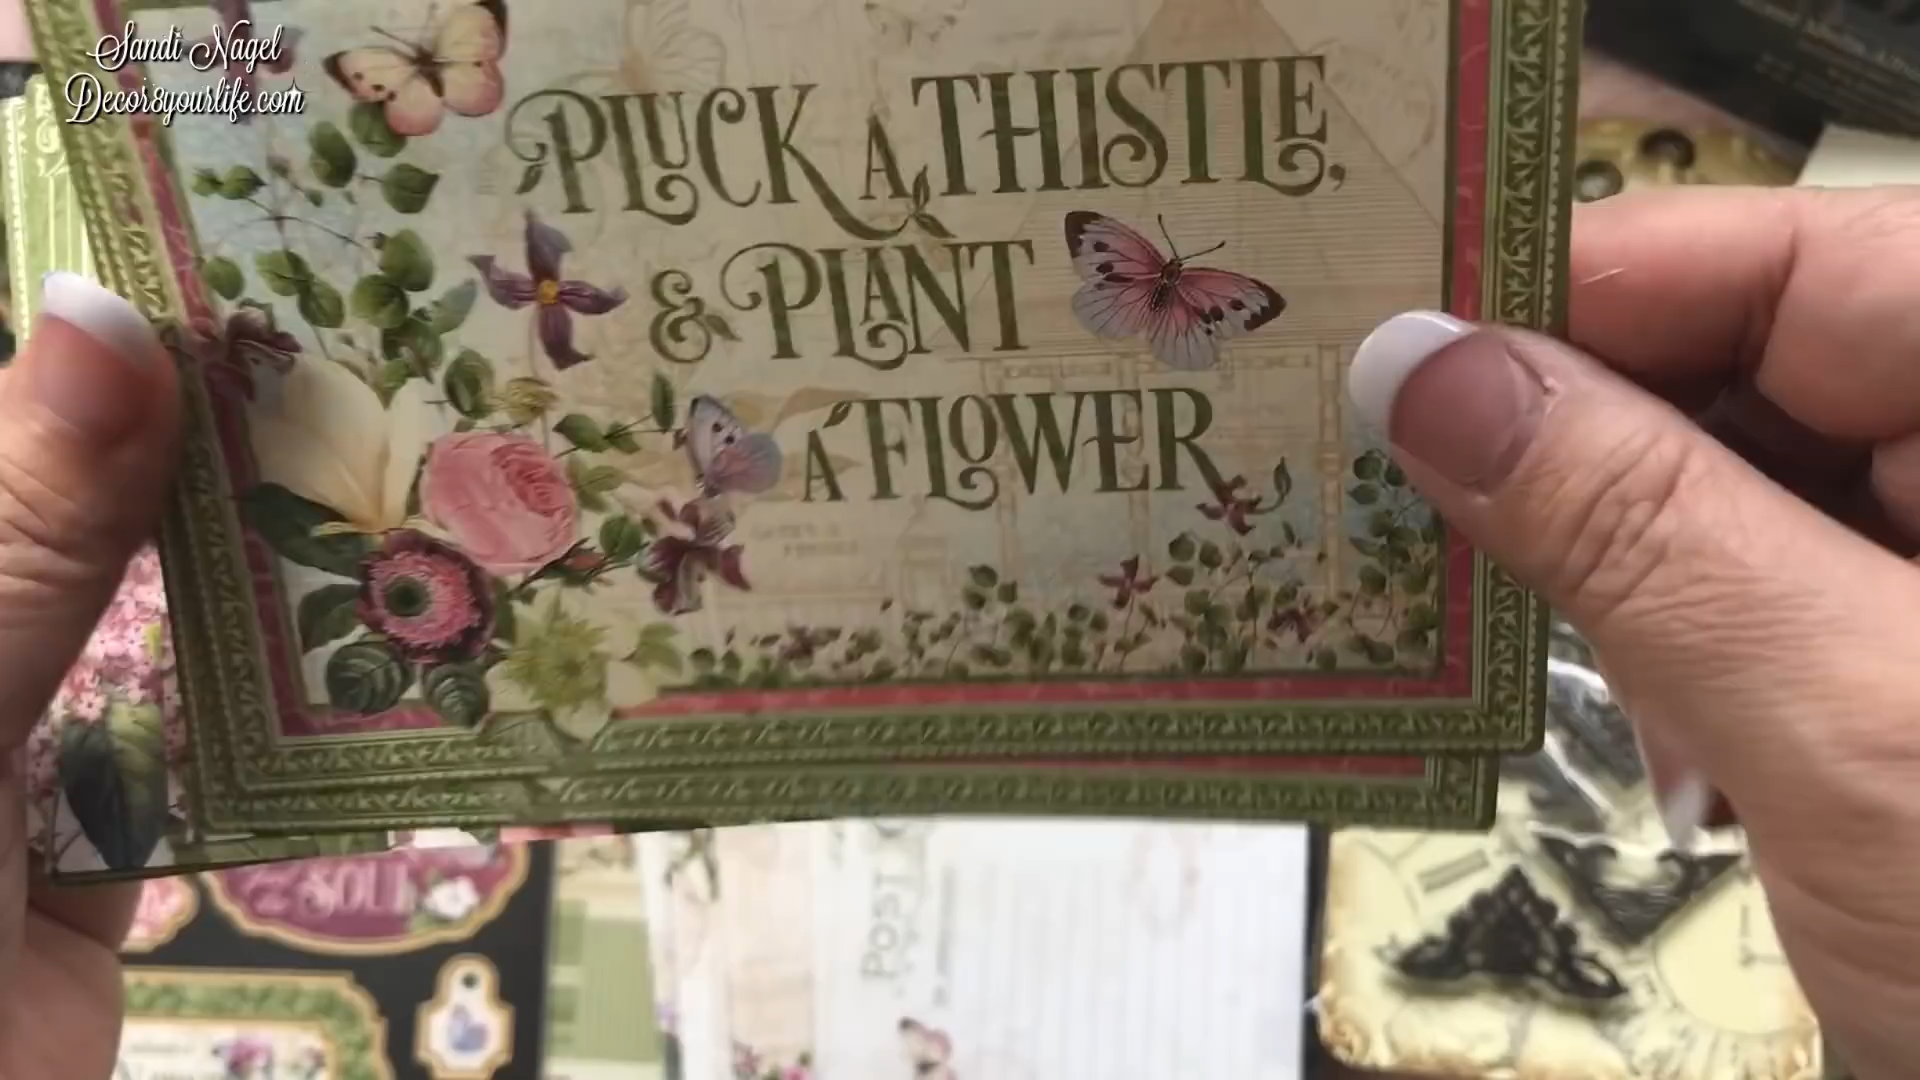 Sandi Nagel
Decor8yourlife.com
PLUCK A THISTLE,
& PLANT
A FLOWER
SOUL
POST